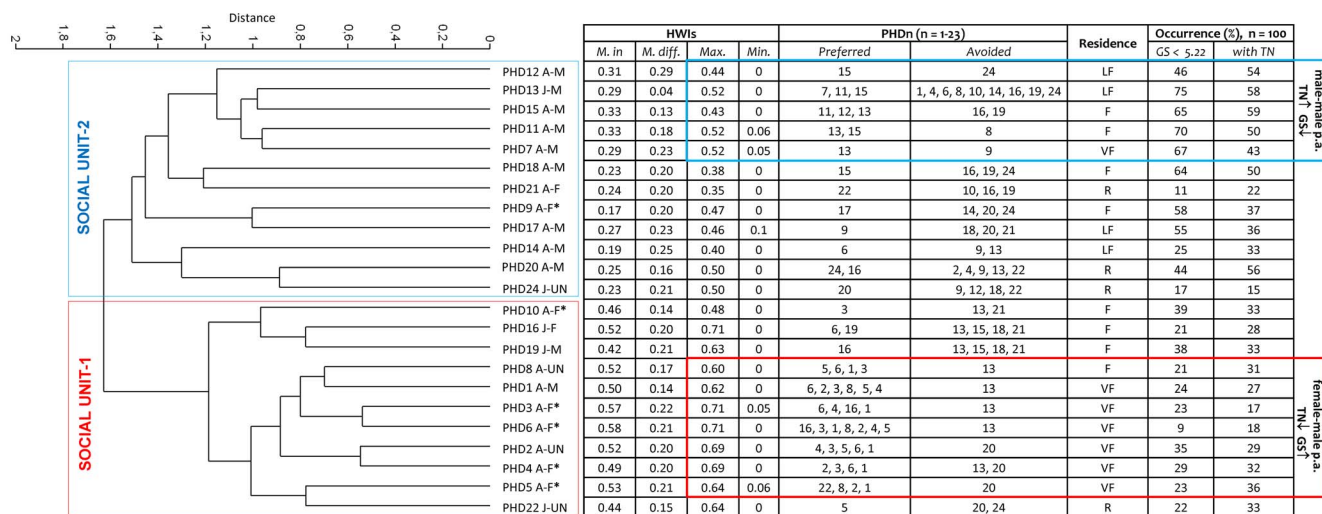 Distance
2 1.8 1.6 1.4 1.2 1 0.8 0.6 0.4 0.2 0
HWIs PHDn (n = 1-23) Residence Occurrence (%), n = 100
M. in M. diff. Max. Min. Preferred Avoided GS < 5.22 with TN
PHD12 A-M 0.31 0.29 0.44 0 15 24 LF 46 54
PHD13 J-M 0.29 0.04 0.52 0 7, 11, 15 1, 4, 6, 8, 10, 14, 16, 19, 24 LF 75 58
PHD15 A-M 0.33 0.13 0.43 0 11, 12, 13 16, 19 F 65 59
PHD11 A-M 0.33 0.18 0.52 0.06 13, 15 8 F 70 50
PHD7 A-M 0.29 0.23 0.52 0.05 13 9 VF 67 43
PHD18 A-M 0.23 0.20 0.38 0 15 16, 19, 24 F 64 50
PHD21 A-F 0.24 0.20 0.35 0 22 10, 16, 19 R 11 22
PHD9 A-F* 0.17 0.20 0.47 0 17 14, 20, 24 F 58 37
PHD17 A-M 0.27 0.23 0.46 0.1 9 18, 20, 21 LF 55 36
PHD14 A-M 0.19 0.25 0.40 0 6 9, 13 LF 25 33
PHD20 A-M 0.25 0.16 0.50 0 24, 16 2, 4, 9, 13, 22 R 44 56
PHD24 J-UN 0.23 0.21 0.50 0 20 9, 12, 18, 22 R 17 15
PHD10 A-F* 0.46 0.14 0.48 0 3 13, 21 F 39 33
PHD16 J-F 0.52 0.20 0.71 0 6, 19 13, 15, 18, 21 F 21 28
PHD19 J-M 0.42 0.21 0.63 0 16 13, 15, 18, 21 F 38 33
PHD8 A-UN 0.52 0.17 0.60 0 5, 6, 1, 3 13 F 21 31
PHD1 A-M 0.50 0.14 0.62 0 6, 2, 3, 8, 5, 4 13 VF 24 27
PHD3 A-F* 0.57 0.22 0.71 0.05 6, 4, 16, 1 13 VF 23 17
PHD6 A-F* 0.58 0.21 0.71 0 16, 3, 1, 8, 2, 4, 5 13 VF 9 18
PHD2 A-UN 0.52 0.20 0.69 0 4, 3, 5, 6, 1 20 VF 35 29
PHD4 A-F* 0.49 0.20 0.69 0 2, 3, 6, 1 13, 20 VF 29 32
PHD5 A-F* 0.53 0.21 0.64 0.06 22, 8, 2, 1 20 VF 23 36
PHD22 J-UN 0.44 0.15 0.64 0 5 20, 24 R 22 33
SOCIAL UNIT-2
SOCIAL UNIT-1
male-male p.a.
TN↑ GS↓
female-male p.a.
TN↓ GS↑